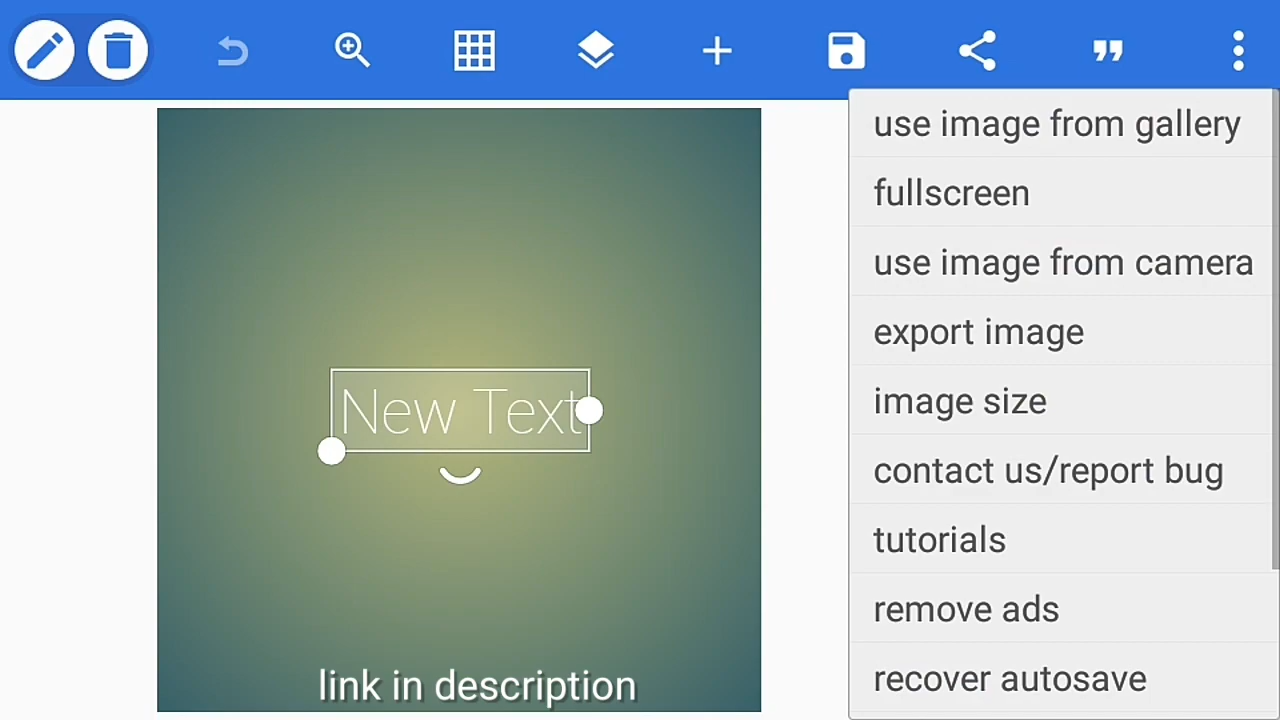 use image from gallery
fullscreen
use image from camera
export image
image size
contact us/report bug
tutorials
remove ads
recover autosave
New Text
link in description